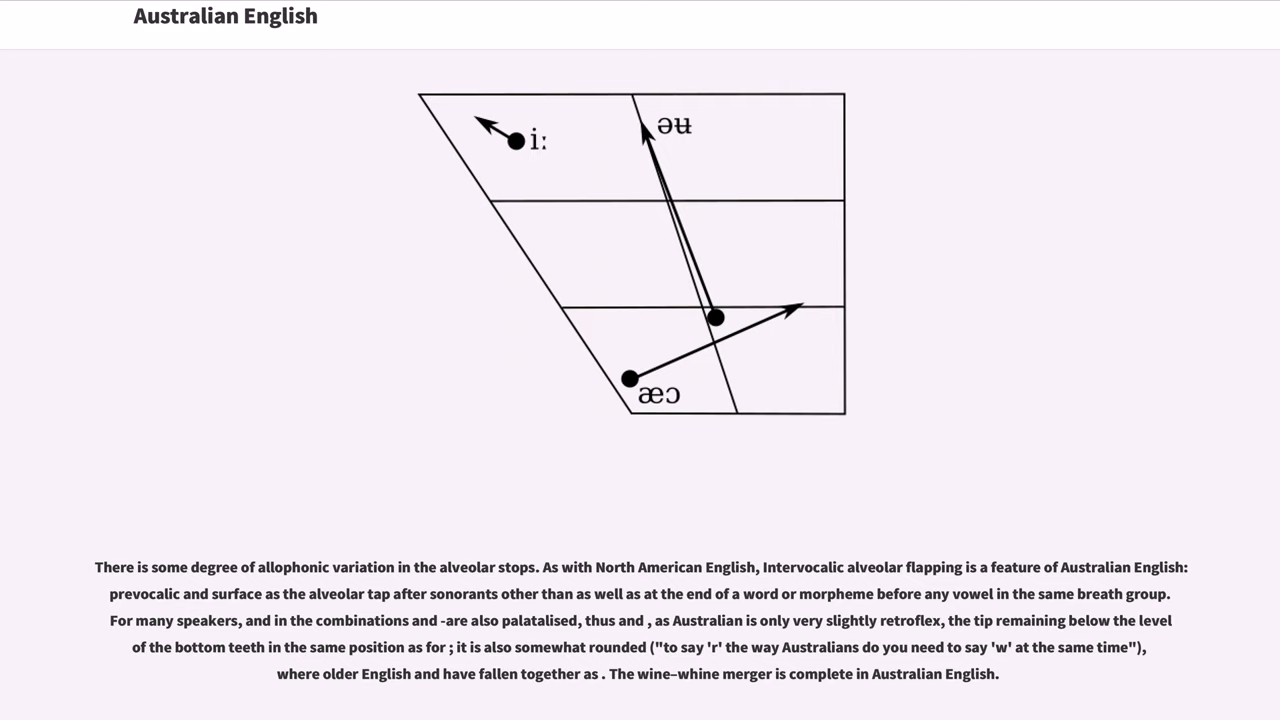 Australian English
iː
əʉ
æɔ
There is some degree of allophonic variation in the alveolar stops. As with North American English, Intervocalic alveolar flapping is a feature of Australian English:
prevocalic and surface as the alveolar tap after sonorants other than as well as at the end of a word or morpheme before any vowel in the same breath group.
For many speakers, and in the combinations and -are also palatalised, thus and , as Australian is only very slightly retroflex, the tip remaining below the level
of the bottom teeth in the same position as for ; it is also somewhat rounded ("to say 'r' the way Australians do you need to say 'w' at the same time"),
where older English and have fallen together as . The wine–whine merger is complete in Australian English.